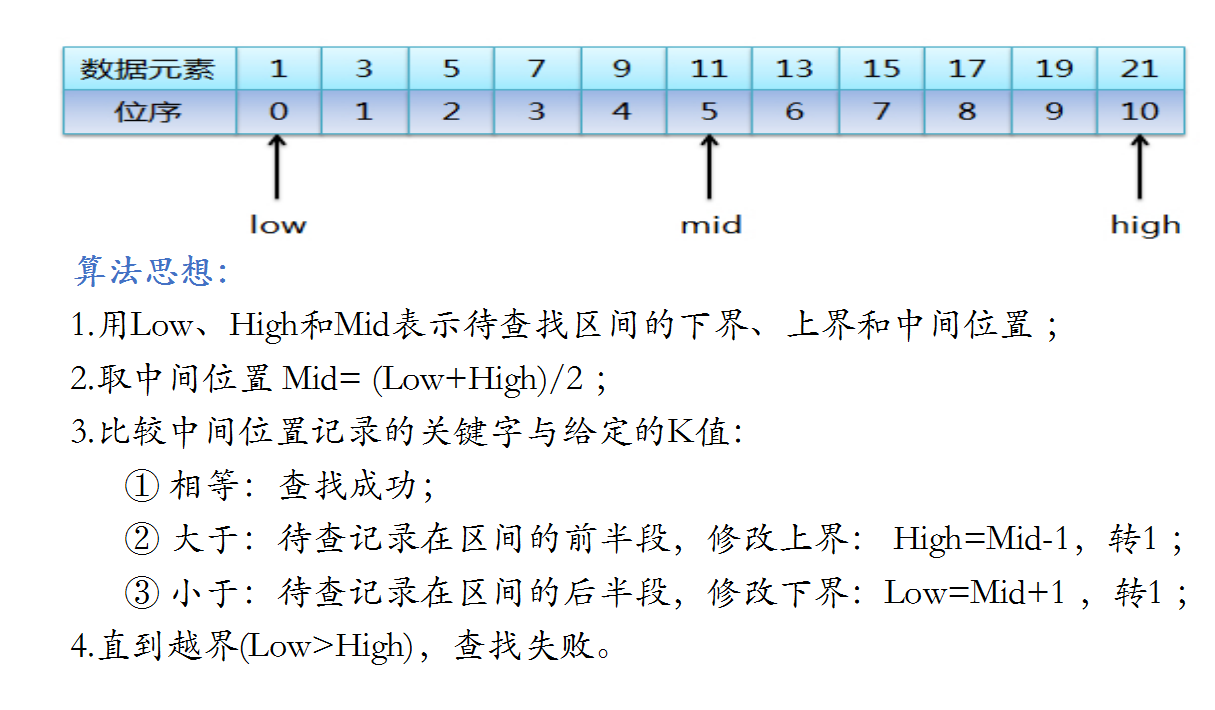 数据元素 1 3 5 7 9 11 13 15 17 19 21
位序 0 1 2 3 4 5 6 7 8 9 10
low mid high
算法思想：
1.用Low、High和Mid表示待查找区间的下界、上界和中间位置；
2.取中间位置 Mid= (Low+High)/2；
3.比较中间位置记录的关键字与给定的K值：
① 相等：查找成功；
② 大于：待查记录在区间的前半段，修改上界： High=Mid-1，转1；
③ 小于：待查记录在区间的后半段，修改下界：Low=Mid+1 ，转1；
4.直到越界(Low>High)，查找失败。